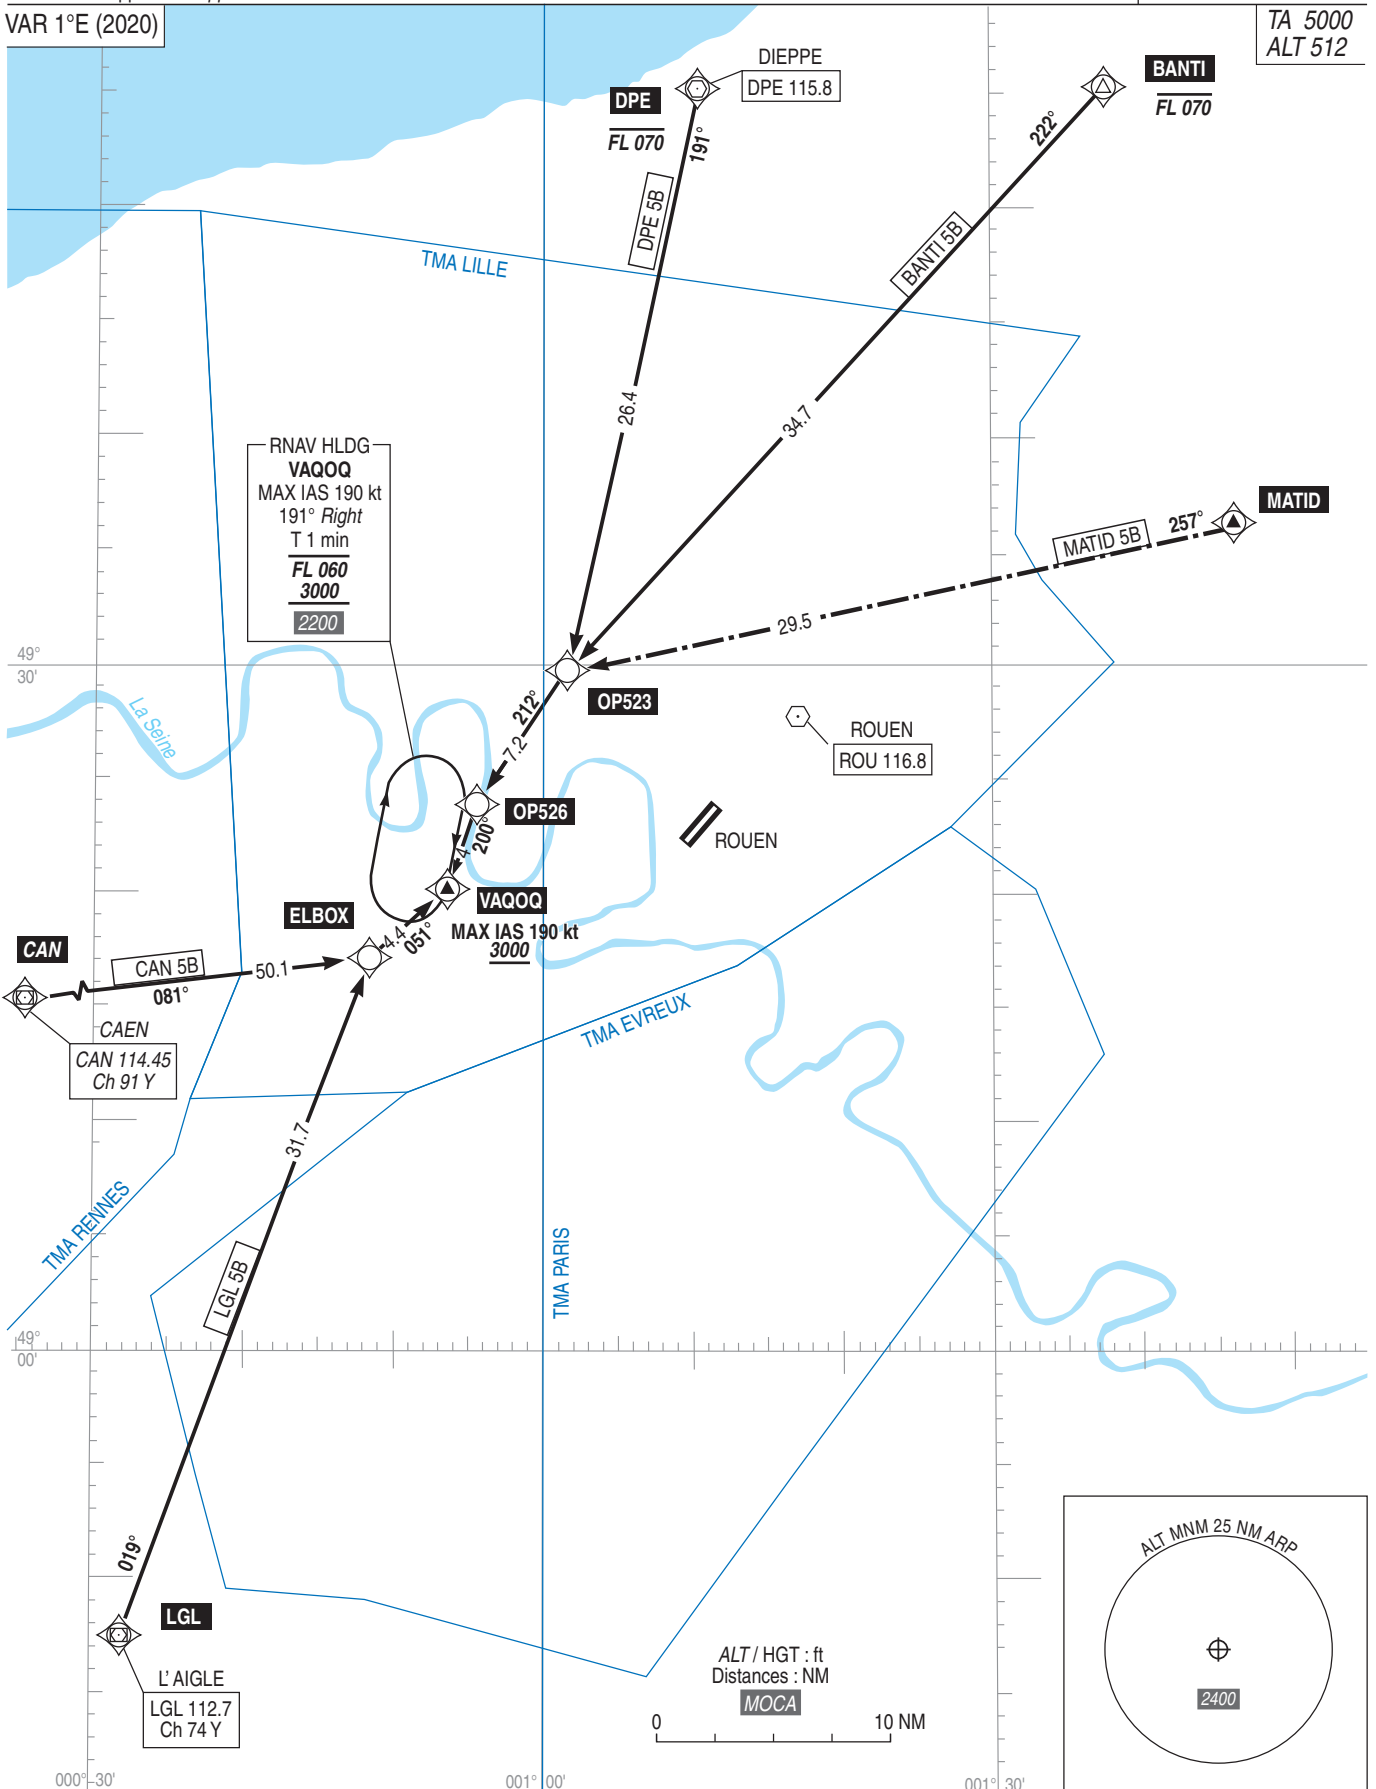 VAR 1°E (2020)
TA 5000
ALT 512
DIEPPE
DPE 115.8
DPE
FL 070
191°
DPE 5B
BANTI
FL 070
222°
BANTI 5B
TMA LILLE
26.4
34.7
RNAV HLDG
VAQOQ
MAX IAS 190 kt
191° Right
T 1 min
FL 060
3000
2200
MATID
257°
MATID 5B
29.5
49°
30'
La Seine
OP523
212°
7.2
ROUEN
ROU 116.8
OP526
200°
4
ROUEN
VAQOQ
MAX IAS 190 kt
3000
ELBOX
4.4
051°
CAN
CAN 5B
50.1
081°
CAEN
CAN 114.45
Ch 91 Y
TMA EVREUX
31.7
TMA RENNES
LGL 5B
TMA PARIS
49°
00'
019°
LGL
L'AIGLE
LGL 112.7
Ch 74 Y
ALT / HGT : ft
Distances : NM
MOCA
0 10 NM
ALT MNM 25 NM ARP
2400
000° 30'
001° 00'
001° 30'